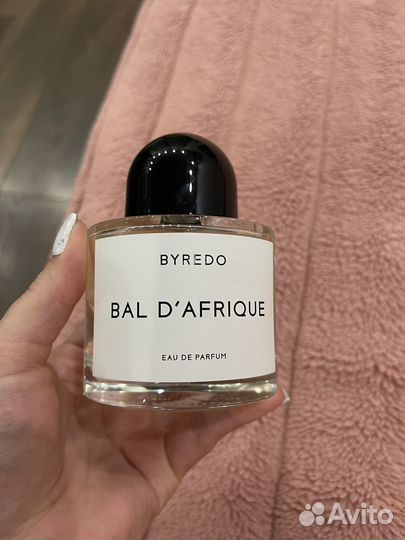 BYREDO
BAL D'AFRIQUE
EAU DE PARFUM
Avito